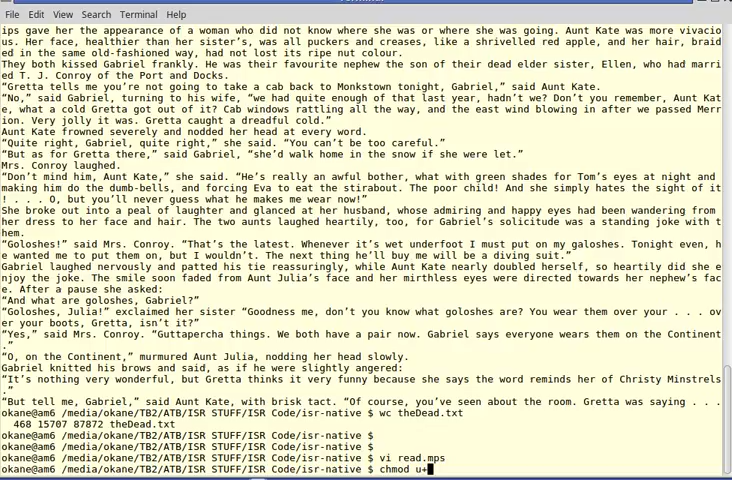 Terminal
File Edit View Search Terminal Help
ips gave her the appearance of a woman who did not know where she was or where she was going. Aunt Kate was more vivacio
us. Her face, healthier than her sister’s, was all puckers and creases, like a shrivelled red apple, and her hair, braid
ed in the same old-fashioned way, had not lost its ripe nut colour.
They both kissed Gabriel frankly. He was their favourite nephew the son of their dead elder sister, Ellen, who had marri
ed T. J. Conroy of the Port and Docks.
“Gretta tells me you’re not going to take a cab back to Monkstown tonight, Gabriel,” said Aunt Kate.
“No,” said Gabriel, turning to his wife, “we had quite enough of that last year, hadn’t we? Don’t you remember, Aunt Kat
e, what a cold Gretta got out of it? Cab windows rattling all the way, and the east wind blowing in after we passed Merr
ion. Very jolly it was. Gretta caught a dreadful cold.”
Aunt Kate frowned severely and nodded her head at every word.
“Quite right, Gabriel, quite right,” she said. “You can’t be too careful.”
“But as for Gretta there,” said Gabriel, “she’d walk home in the snow if she were let.”
Mrs. Conroy laughed.
“Don’t mind him, Aunt Kate,” she said. “He’s really an awful bother, what with green shades for Tom’s eyes at night and
making him do the dumb-bells, and forcing Eva to eat the stirabout. The poor child! And she simply hates the sight of it
! . . . O, but you’ll never guess what he makes me wear now!”
She broke out into a peal of laughter and glanced at her husband, whose admiring and happy eyes had been wandering from
her dress to her face and hair. The two aunts laughed heartily, too, for Gabriel’s solicitude was a standing joke with t
hem.
“Goloshes!” said Mrs. Conroy. “That’s the latest. Whenever it’s wet underfoot I must put on my galoshes. Tonight even, h
e wanted me to put them on, but I wouldn’t. The next thing he’ll buy me will be a diving suit.”
Gabriel laughed nervously and patted his tie reassuringly, while Aunt Kate nearly doubled herself, so heartily did she e
njoy the joke. The smile soon faded from Aunt Julia’s face and her mirthless eyes were directed towards her nephew’s fac
e. After a pause she asked:
“And what are goloshes, Gabriel?”
“Goloshes, Julia!” exclaimed her sister “Goodness me, don’t you know what goloshes are? You wear them over your . . . ov
er your boots, Gretta, isn’t it?”
“Yes,” said Mrs. Conroy. “Guttapercha things. We both have a pair now. Gabriel says everyone wears them on the Continent
.”
“O, on the Continent,” murmured Aunt Julia, nodding her head slowly.
Gabriel knitted his brows and said, as if he were slightly angered:
“It’s nothing very wonderful, but Gretta thinks it very funny because she says the word reminds her of Christy Minstrels
.”
“But tell me, Gabriel,” said Aunt Kate, with brisk tact. “Of course, you’ve seen about the room. Gretta was saying . . .
okane@am6 /media/okane/TB2/ATB/ISR STUFF/ISR Code/isr-native $ wc theDead.txt
468 15707 87872 theDead.txt
okane@am6 /media/okane/TB2/ATB/ISR STUFF/ISR Code/isr-native $
okane@am6 /media/okane/TB2/ATB/ISR STUFF/ISR Code/isr-native $
okane@am6 /media/okane/TB2/ATB/ISR STUFF/ISR Code/isr-native $ vi read.mps
okane@am6 /media/okane/TB2/ATB/ISR STUFF/ISR Code/isr-native $ chmod u+